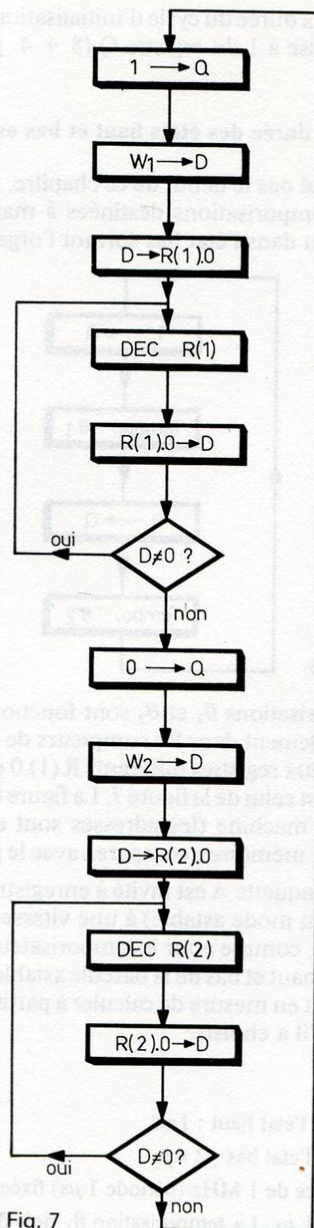 1 → Q
W1 → D
D→R(1).0
DEC R(1)
R(1).0→D
D≠0 ?
oui
non
0 → Q
W2 → D
D→R(2).0
DEC R(2)
R(2).0→D
D≠0?
oui
non
Fig. 7